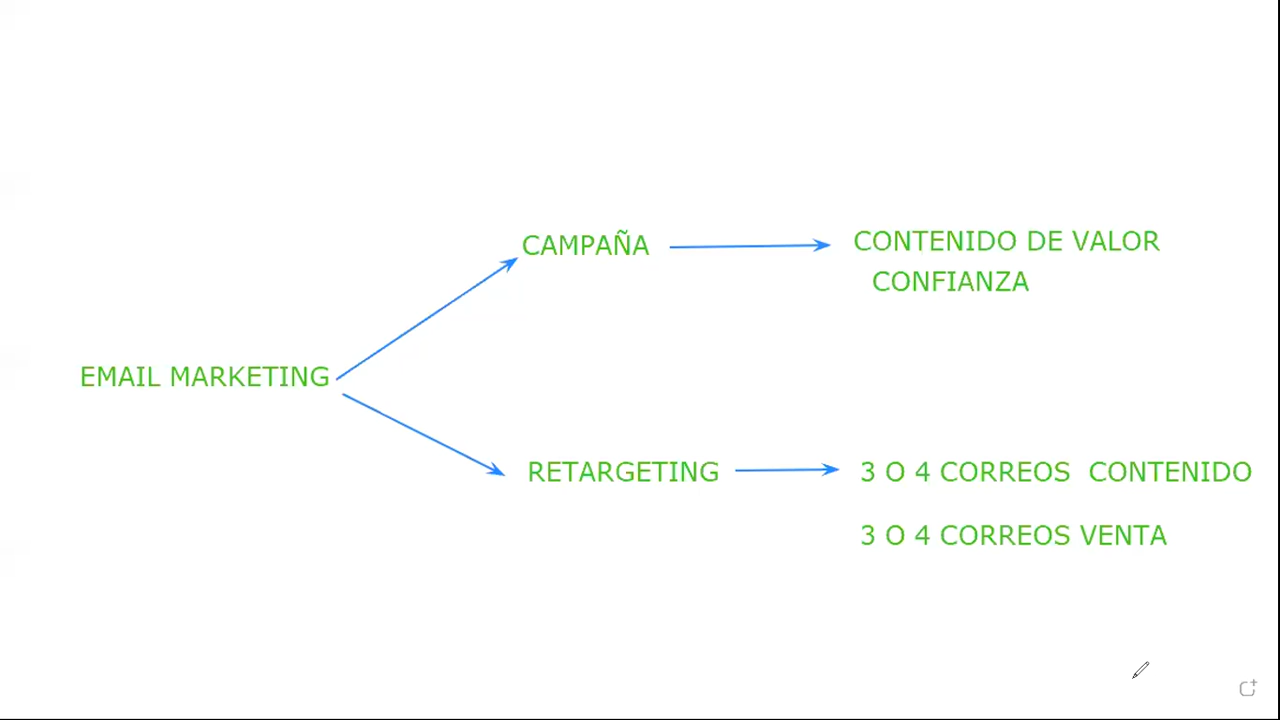 CAMPAÑA
CONTENIDO DE VALOR
CONFIANZA
EMAIL MARKETING
RETARGETING
3 O 4 CORREOS  CONTENIDO
3 O 4 CORREOS VENTA